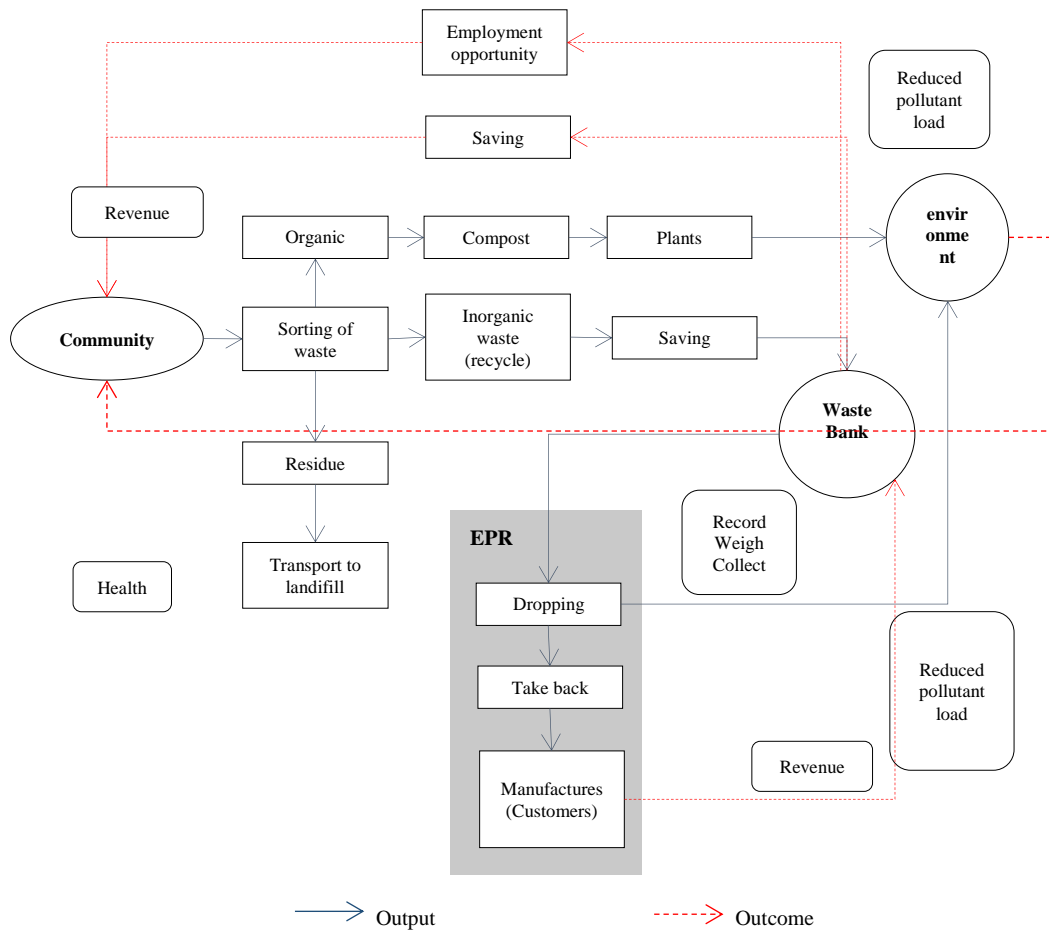 Employment
opportunity
Reduced
pollutant
load
Saving
Revenue
Organic
Compost
Plants
envir
onme
nt
Community
Sorting of
waste
Inorganic
waste
(recycle)
Saving
Waste
Bank
Residue
Record
Weigh
Collect
EPR
Transport to
landifill
Health
Dropping
Take back
Reduced
pollutant
load
Revenue
Manufactures
(Customers)
Output
Outcome